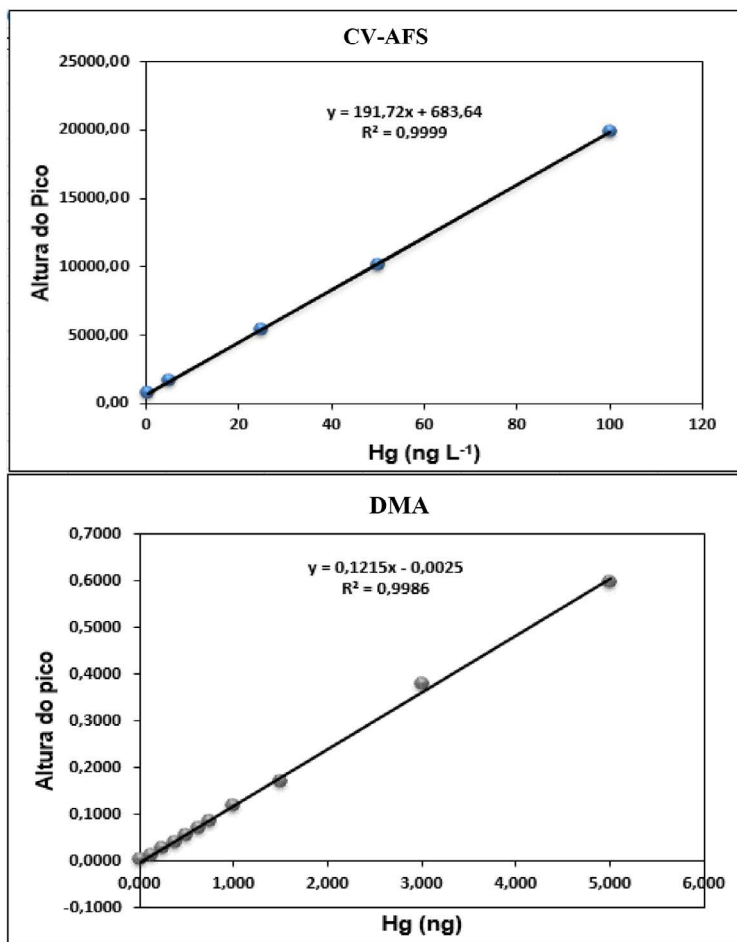 CV-AFS
25000,00
20000,00
15000,00
10000,00
5000,00
0,00
Altura do Pico
y = 191,72x + 683,64
R² = 0,9999
0 20 40 60 80 100 120
Hg (ng L⁻¹)
DMA
0,7000
0,6000
0,5000
0,4000
0,3000
0,2000
0,1000
0,0000
-0,1000
Altura do pico
y = 0,1215x - 0,0025
R² = 0,9986
0,000 1,000 2,000 3,000 4,000 5,000 6,000
Hg (ng)